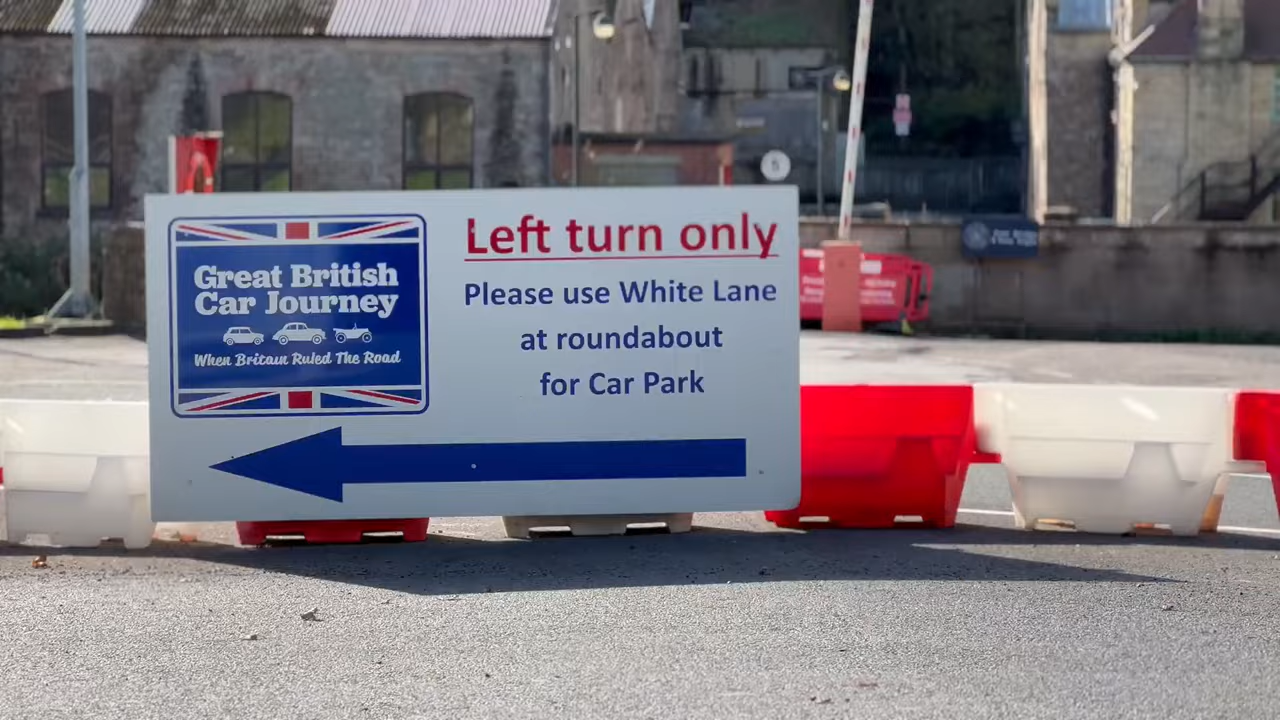 Great British
Car Journey
When Britain Ruled The Road
Left turn only
Please use White Lane
at roundabout
for Car Park
5